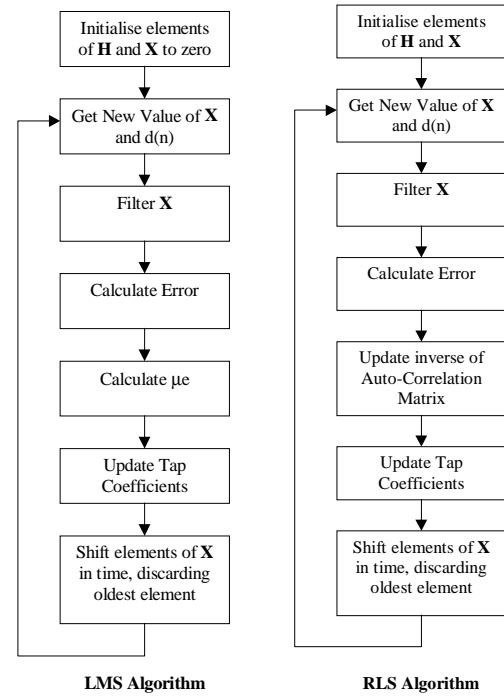 Initialise elements
of H and X to zero
Get New Value of X
and d(n)
Filter X
Calculate Error
Calculate μe
Update Tap
Coefficients
Shift elements of X
in time, discarding
oldest element
LMS Algorithm
Initialise elements
of H and X
Get New Value of X
and d(n)
Filter X
Calculate Error
Update inverse of
Auto-Correlation
Matrix
Update Tap
Coefficients
Shift elements of X
in time, discarding
oldest element
RLS Algorithm